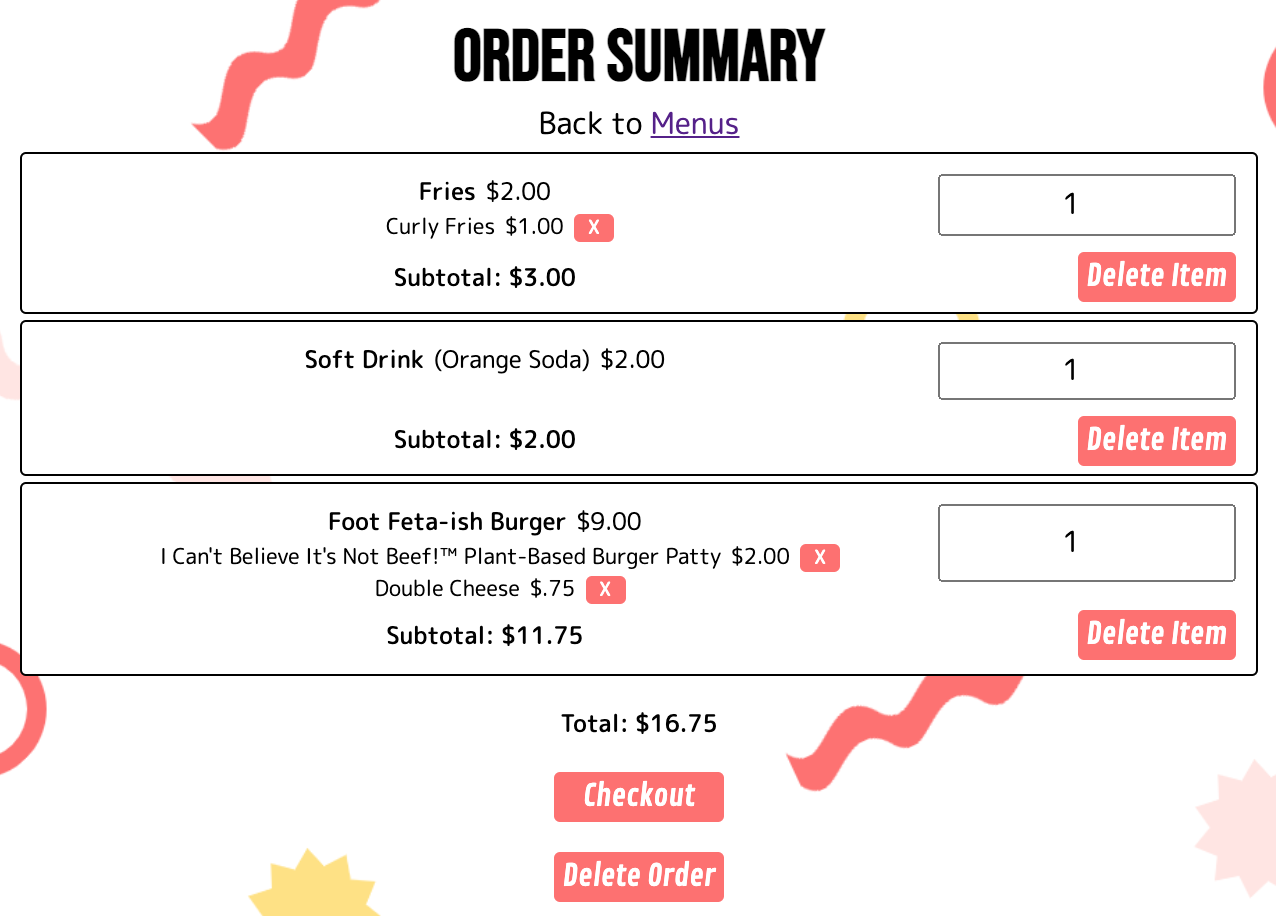 ORDER SUMMARY
Back to Menus
Fries $2.00
1
Curly Fries $1.00 X
Subtotal: $3.00
Delete Item
Soft Drink (Orange Soda) $2.00
1
Subtotal: $2.00
Delete Item
Foot Feta-ish Burger $9.00
1
I Can't Believe It's Not Beef!™ Plant-Based Burger Patty $2.00 X
Double Cheese $.75 X
Subtotal: $11.75
Delete Item
Total: $16.75
Checkout
Delete Order